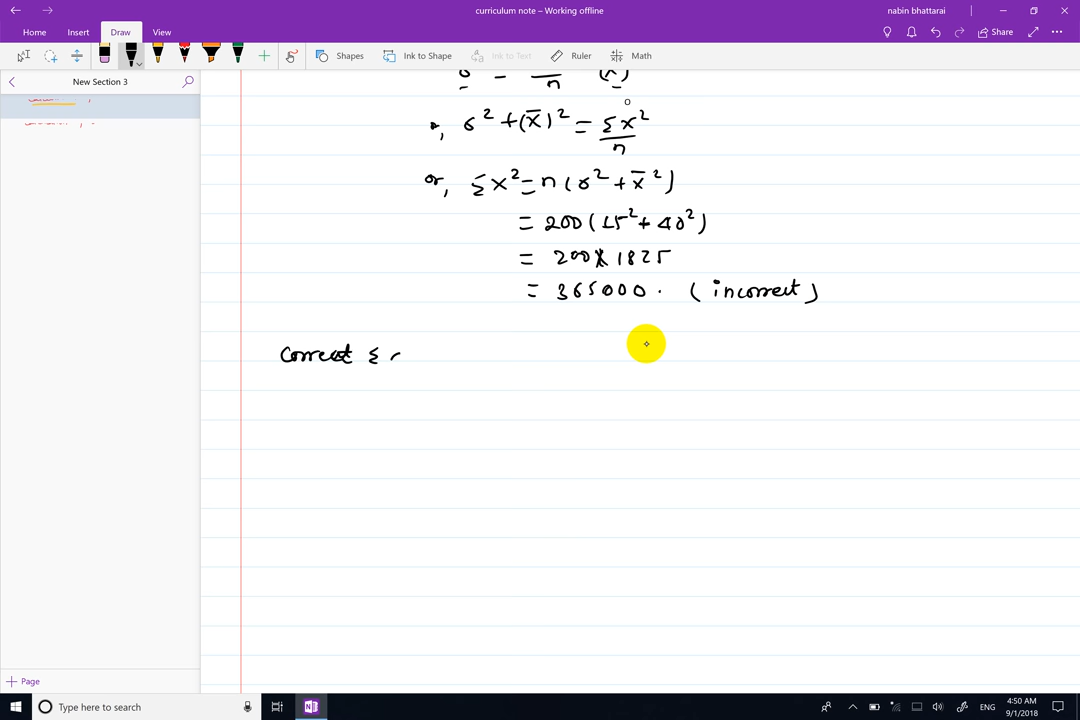 curriculum note – Working offline
nabin bhattarai
Home Insert Draw View
Share
Shapes Ink to Shape Ink to Text Ruler Math
New Section 3
σ = n (x̄)
or, σ² + (x̄)² = Σx²/n
or, Σx² = n(σ² + x̄²)
= 200(15² + 40²)
= 200 × 1825
= 365000. (incorrect)
Correct Σ (
+ Page
Type here to search
ENG
4:50 AM
9/1/2018